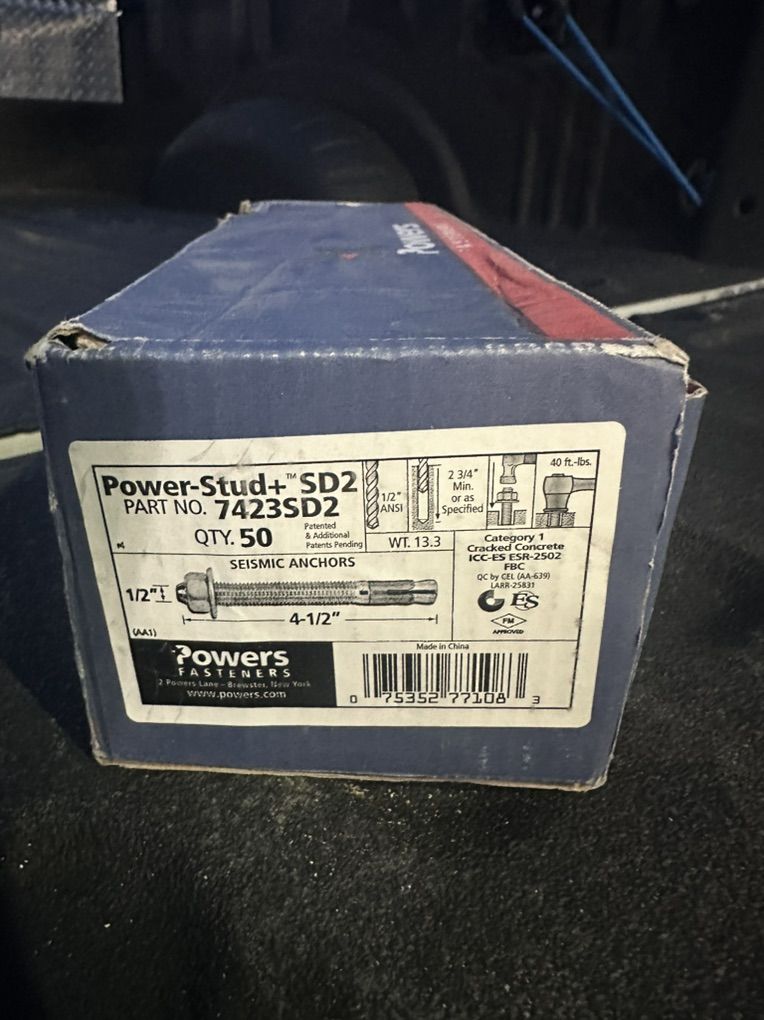 Powers
Power-Stud+™ SD2
PART NO. 7423SD2
QTY. 50
Patented
& Additional
Patents Pending
1/2"
ANSI
2 3/4"
Min.
or as
Specified
40 ft.-lbs.
WT. 13.3
SEISMIC ANCHORS
1/2"
4-1/2"
(AA1)
Category 1
Cracked Concrete
ICC-ES ESR-2502
FBC
QC by CEL (AA-639)
LARR-25831
ES
FM
APPROVED
Powers
FASTENERS
2 Powers Lane – Brewster, New York
www.powers.com
Made in China
0 75352 77108 3